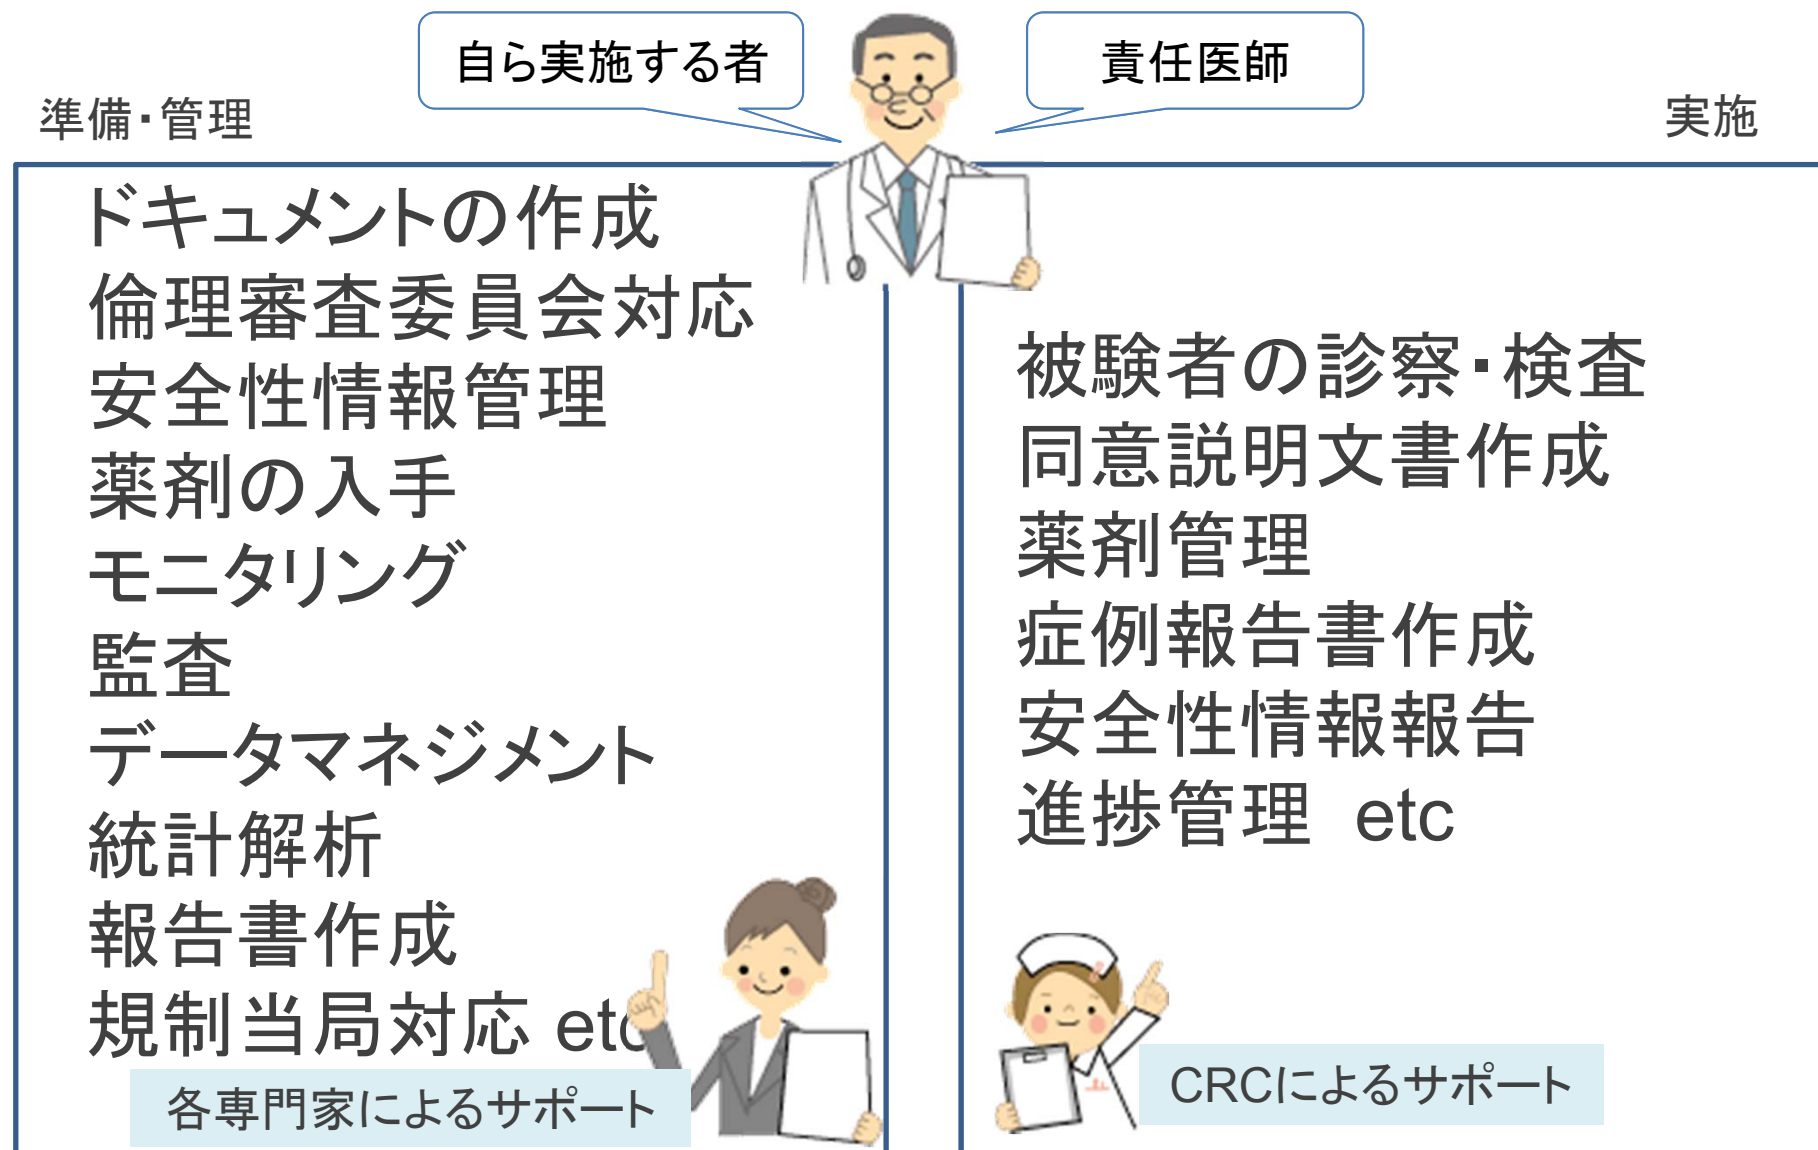 自ら実施する者
責任医師
準備・管理
実施
ドキュメントの作成
倫理審査委員会対応
安全性情報管理
薬剤の入手
モニタリング
監査
データマネジメント
統計解析
報告書作成
規制当局対応 etc
各専門家によるサポート
被験者の診察・検査
同意説明文書作成
薬剤管理
症例報告書作成
安全性情報報告
進捗管理 etc
CRCによるサポート